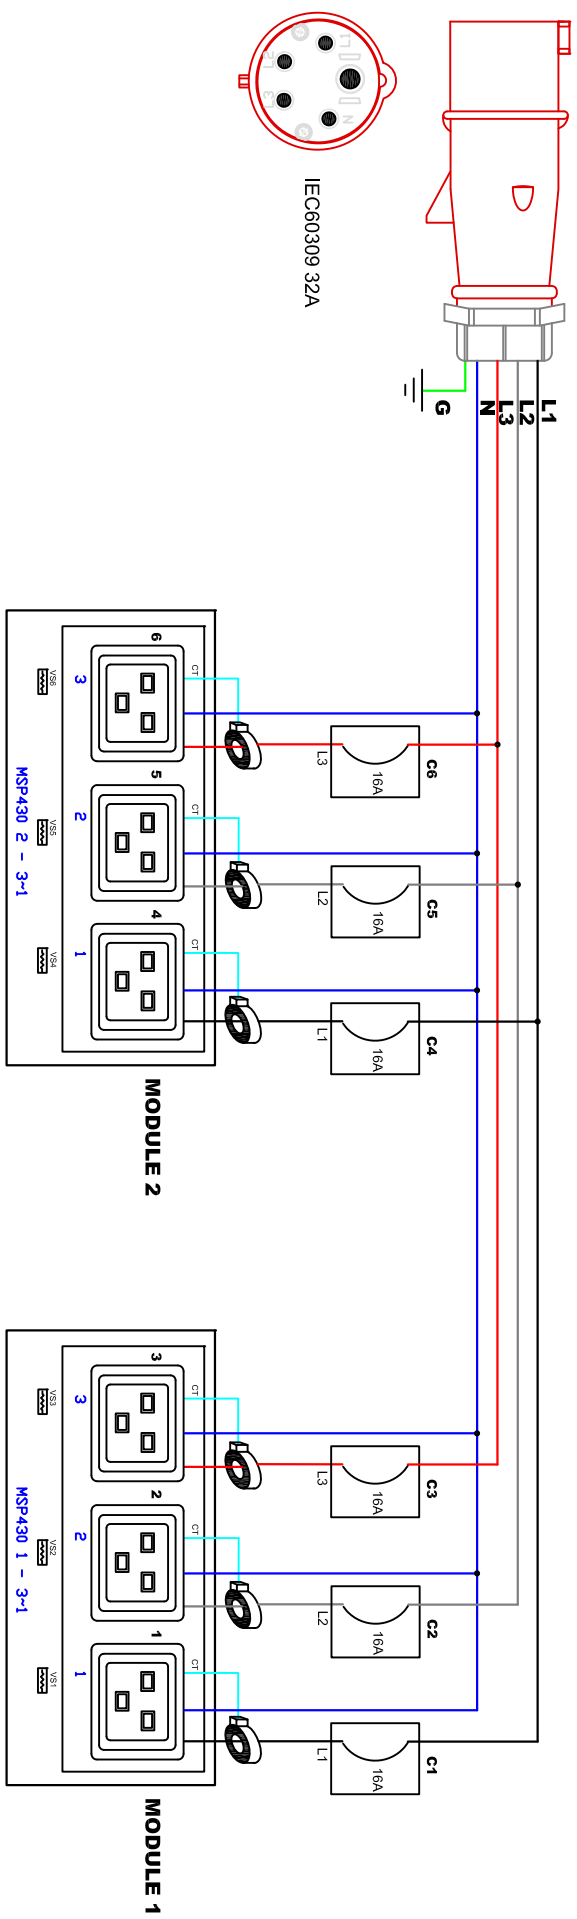 L1
L2
L3
N
IEC60309 32A
L1
L2
L3
N
G
C6
16A
L3
CT
6
3
VS6
C5
16A
L2
CT
5
2
VS5
C4
16A
L1
CT
4
1
VS4
MSP430 2 - 3~1
MODULE 2
C3
16A
L3
CT
3
3
VS3
C2
16A
L2
CT
2
2
VS2
C1
16A
L1
CT
1
1
VS1
MSP430 1 - 3~1
MODULE 1